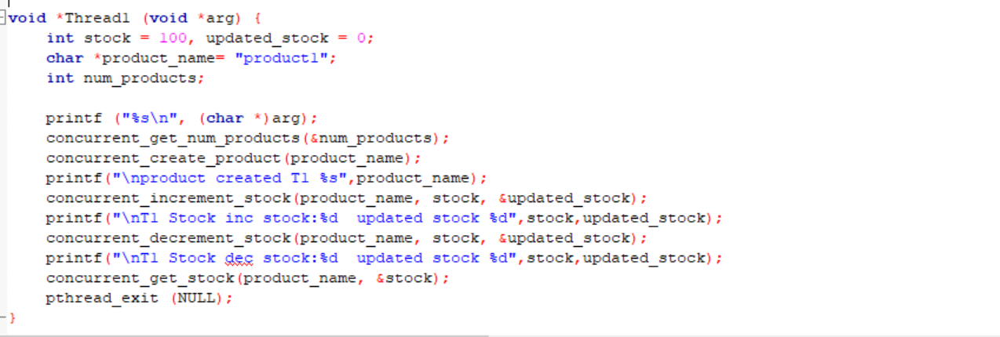 void *Thread1 (void *arg) {
    int stock = 100, updated_stock = 0;
    char *product_name= "product1";
    int num_products;

    printf ("%s\n", (char *)arg);
    concurrent_get_num_products(&num_products);
    concurrent_create_product(product_name);
    printf("\nproduct created T1 %s",product_name);
    concurrent_increment_stock(product_name, stock, &updated_stock);
    printf("\nT1 Stock inc stock:%d  updated stock %d",stock,updated_stock);
    concurrent_decrement_stock(product_name, stock, &updated_stock);
    printf("\nT1 Stock dec stock:%d  updated stock %d",stock,updated_stock);
    concurrent_get_stock(product_name, &stock);
    pthread_exit (NULL);
}